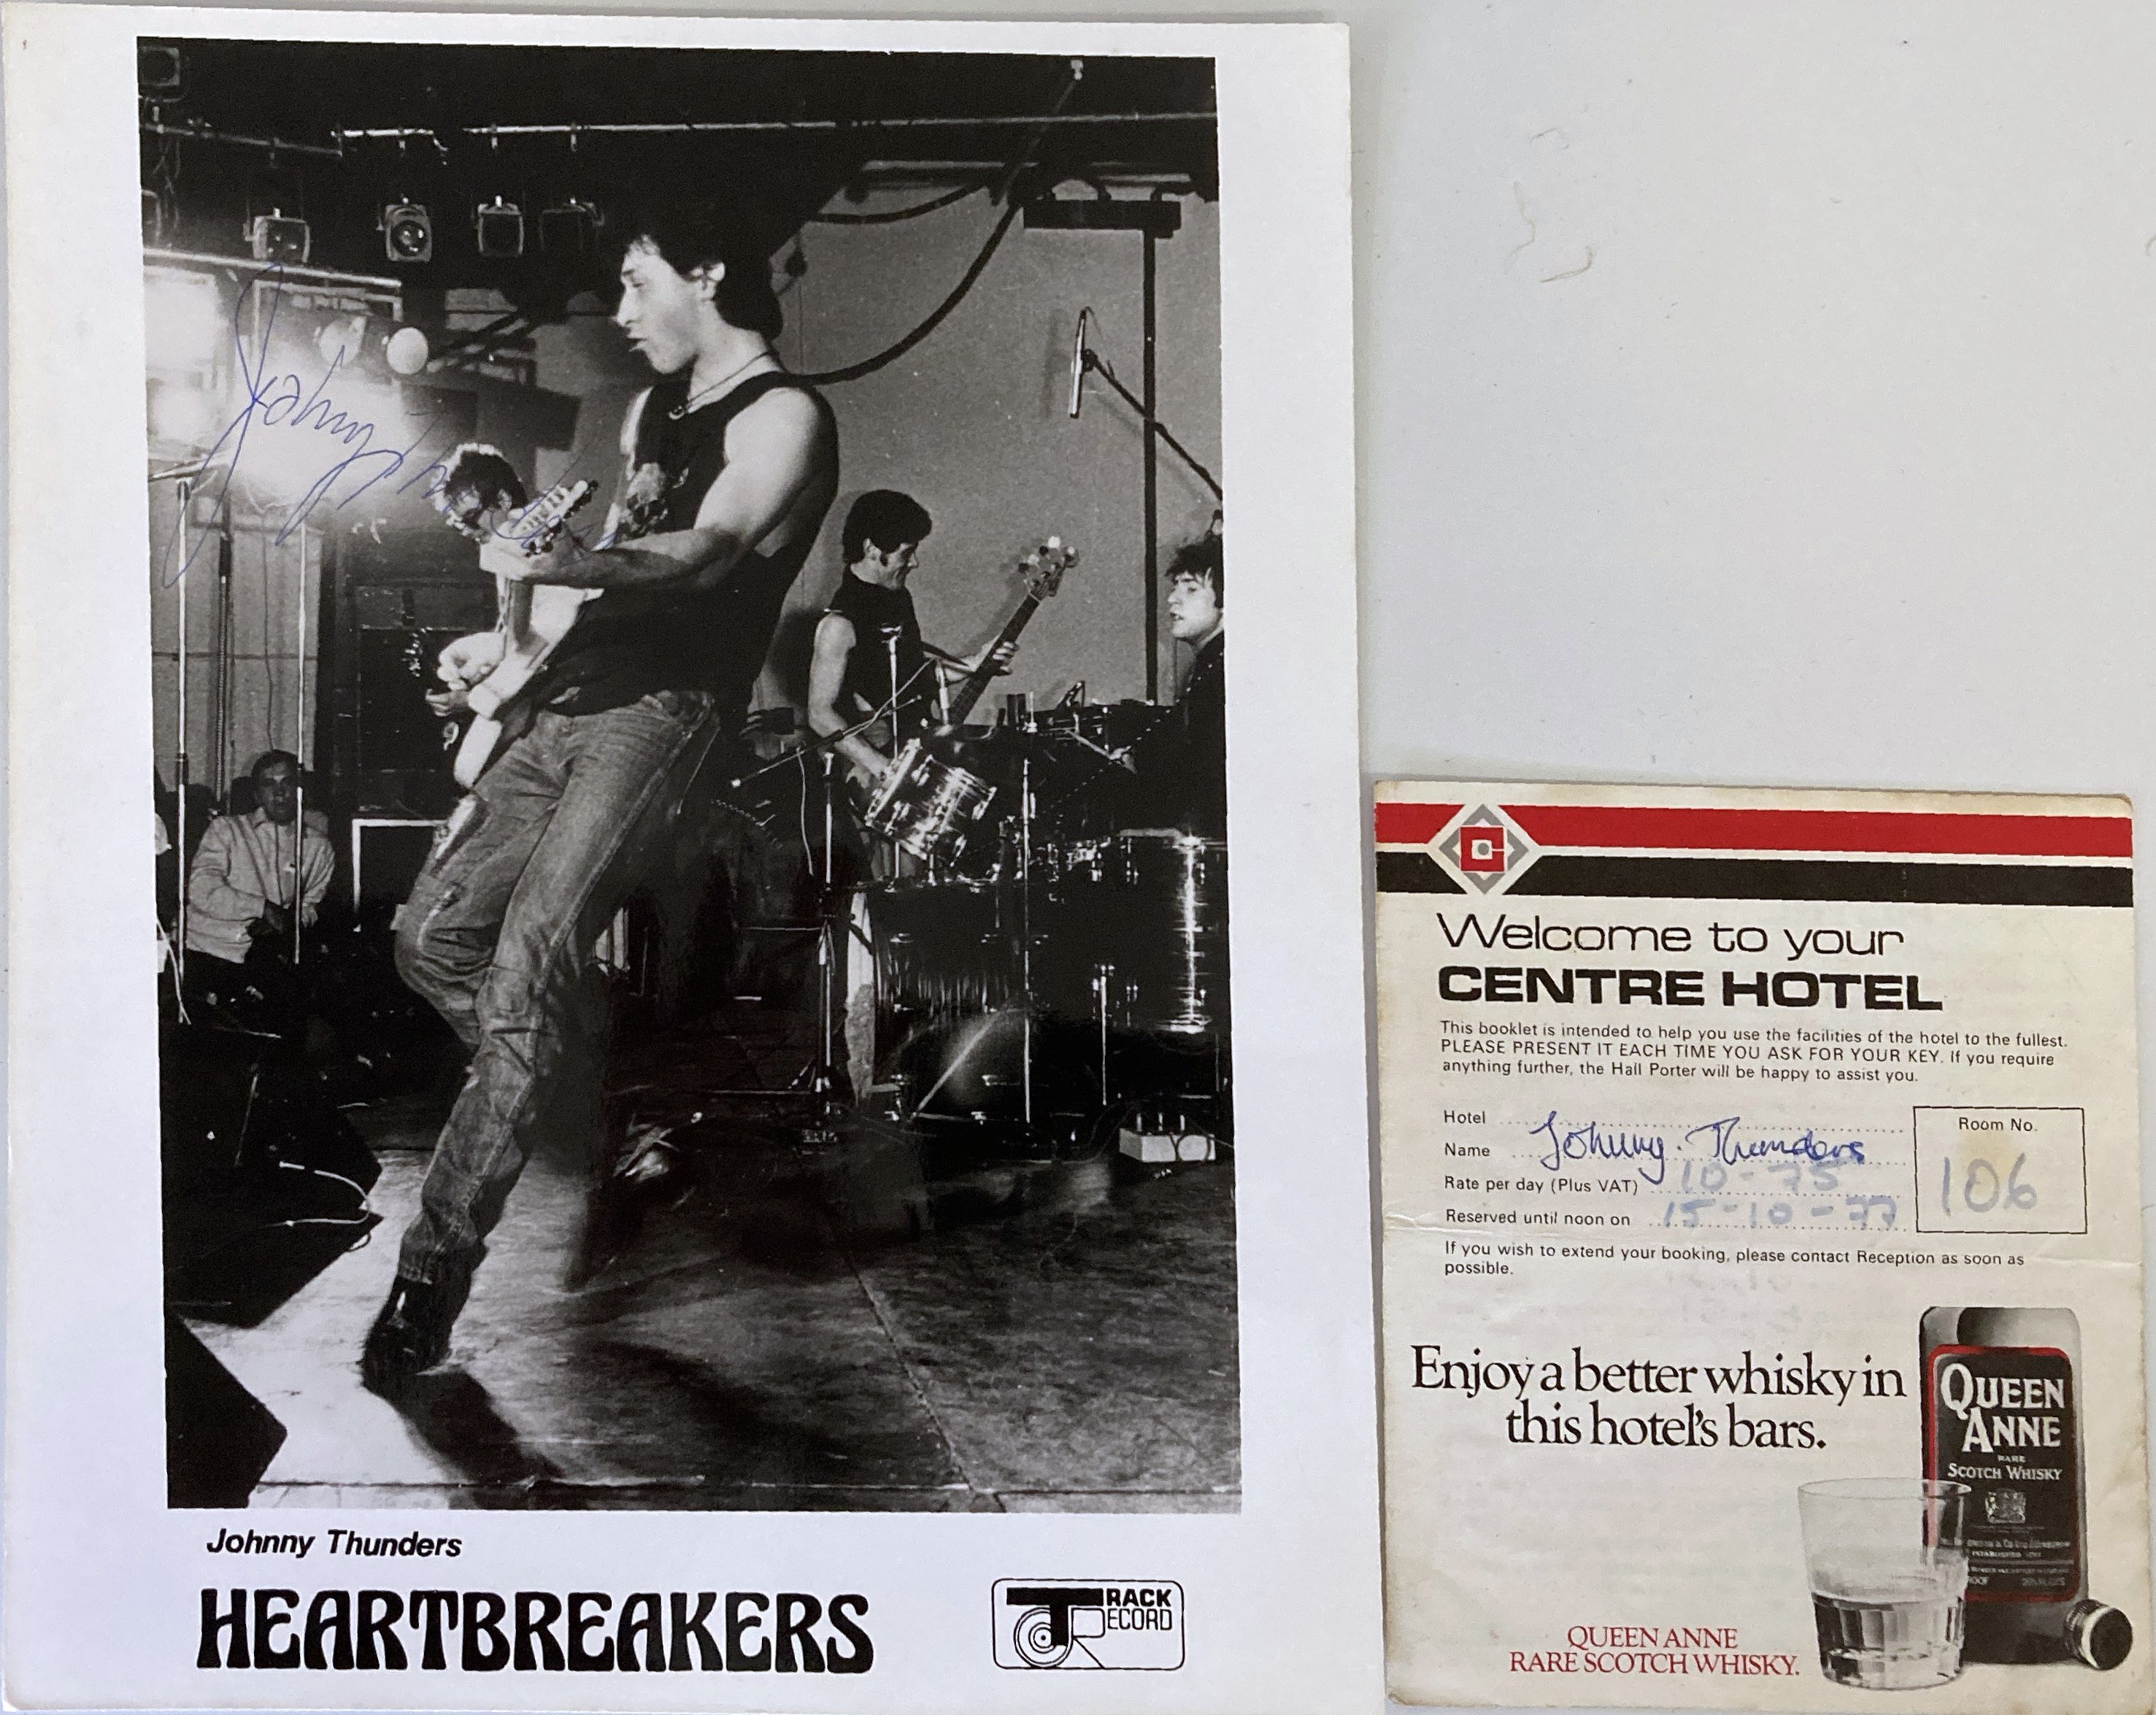 Johnny Thunders
Johnny Thunders
HEARTBREAKERS
TRACK
RECORD
Welcome to your
CENTRE HOTEL
This booklet is intended to help you use the facilities of the hotel to the fullest.
PLEASE PRESENT IT EACH TIME YOU ASK FOR YOUR KEY. If you require
anything further, the Hall Porter will be happy to assist you.
Hotel
Name Johnny Thunders
Rate per day (Plus VAT) 10-75
Reserved until noon on 15-10-77
Room No.
106
If you wish to extend your booking, please contact Reception as soon as
possible.
Enjoy a better whisky in
this hotel's bars.
QUEEN
ANNE
RARE
SCOTCH WHISKY
QUEEN ANNE
RARE SCOTCH WHISKY.